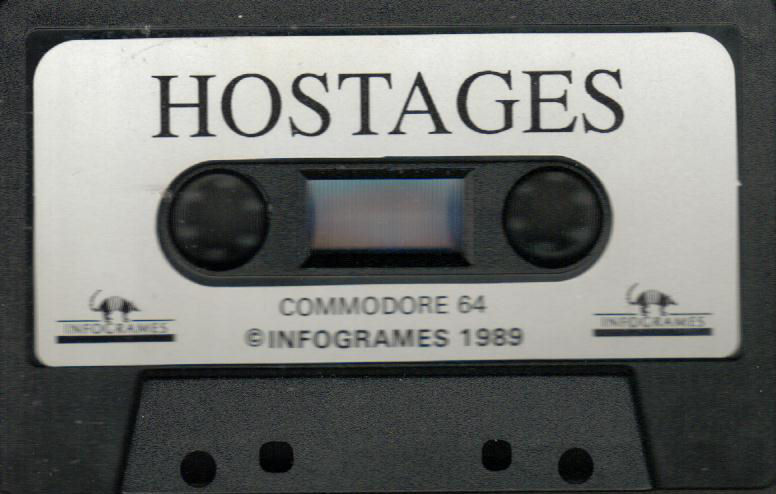 HOSTAGES
COMMODORE 64
©INFOGRAMES 1989
INFOGRAMES
INFOGRAMES